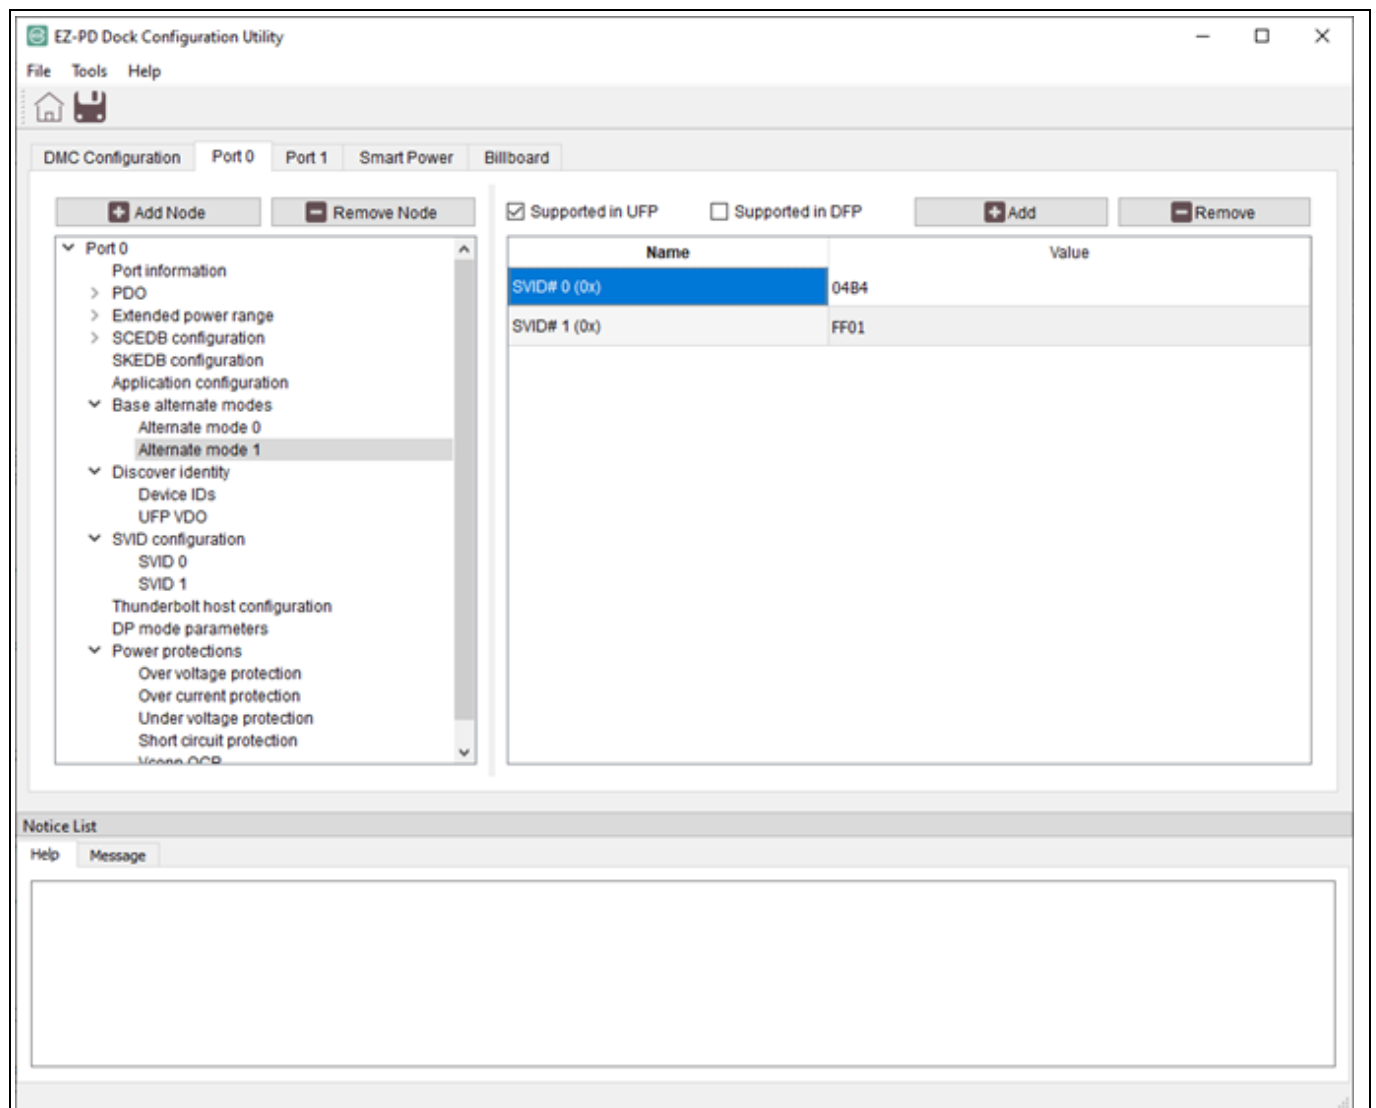 EZ-PD Dock Configuration Utility
File Tools Help
DMC Configuration Port 0 Port 1 Smart Power Billboard
Add Node Remove Node
Port 0
Port information
PDO
Extended power range
SCEDB configuration
SKEDB configuration
Application configuration
Base alternate modes
Alternate mode 0
Alternate mode 1
Discover identity
Device IDs
UFP VDO
SVID configuration
SVID 0
SVID 1
Thunderbolt host configuration
DP mode parameters
Power protections
Over voltage protection
Over current protection
Under voltage protection
Short circuit protection
Vconn OCP
Supported in UFP Supported in DFP Add Remove
Name Value
SVID# 0 (0x) 04B4
SVID# 1 (0x) FF01
Notice List
Help Message